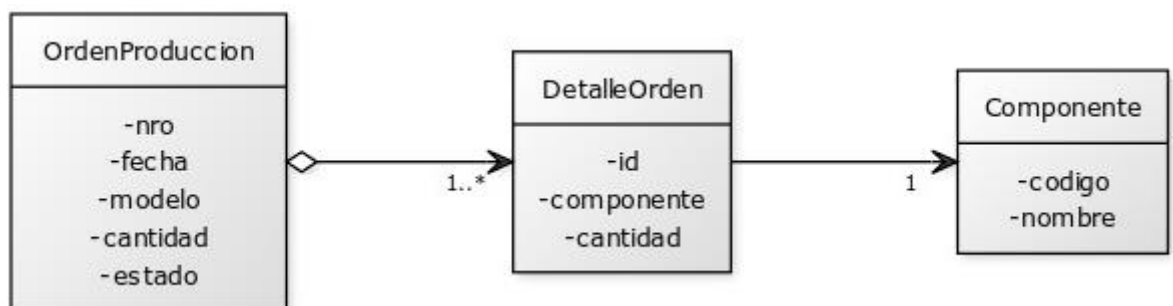 OrdenProduccion
-nro
-fecha
-modelo
-cantidad
-estado
1..*
DetalleOrden
-id
-componente
-cantidad
1
Componente
-codigo
-nombre